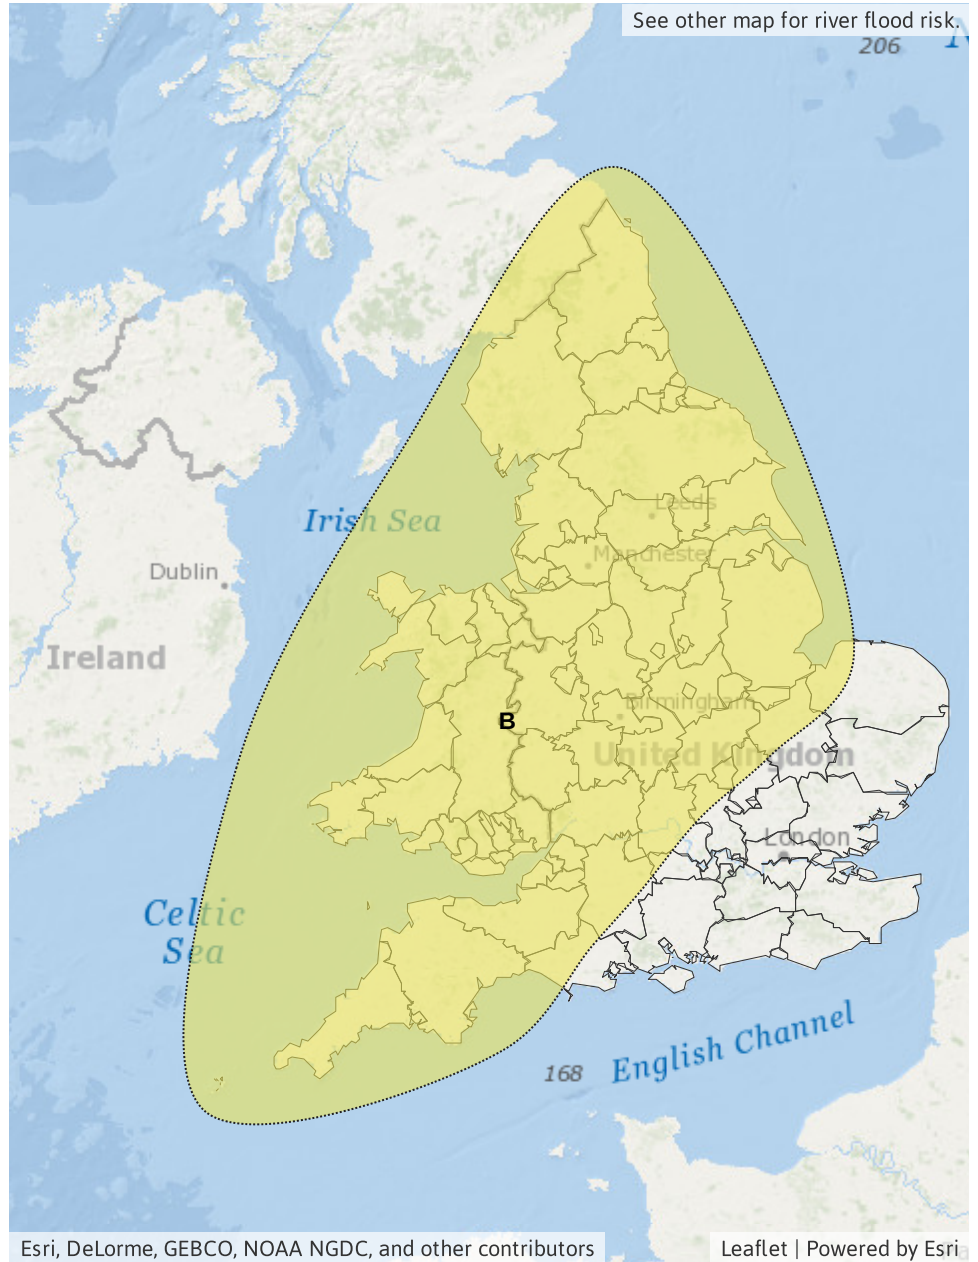 See other map for river flood risk.
206
N
Irish Sea
Leeds
Manchester
Dublin
Ireland
Birmingham
B
United Kingdom
London
Celtic
Sea
English Channel
168
Esri, DeLorme, GEBCO, NOAA NGDC, and other contributors
Leaflet | Powered by Esri